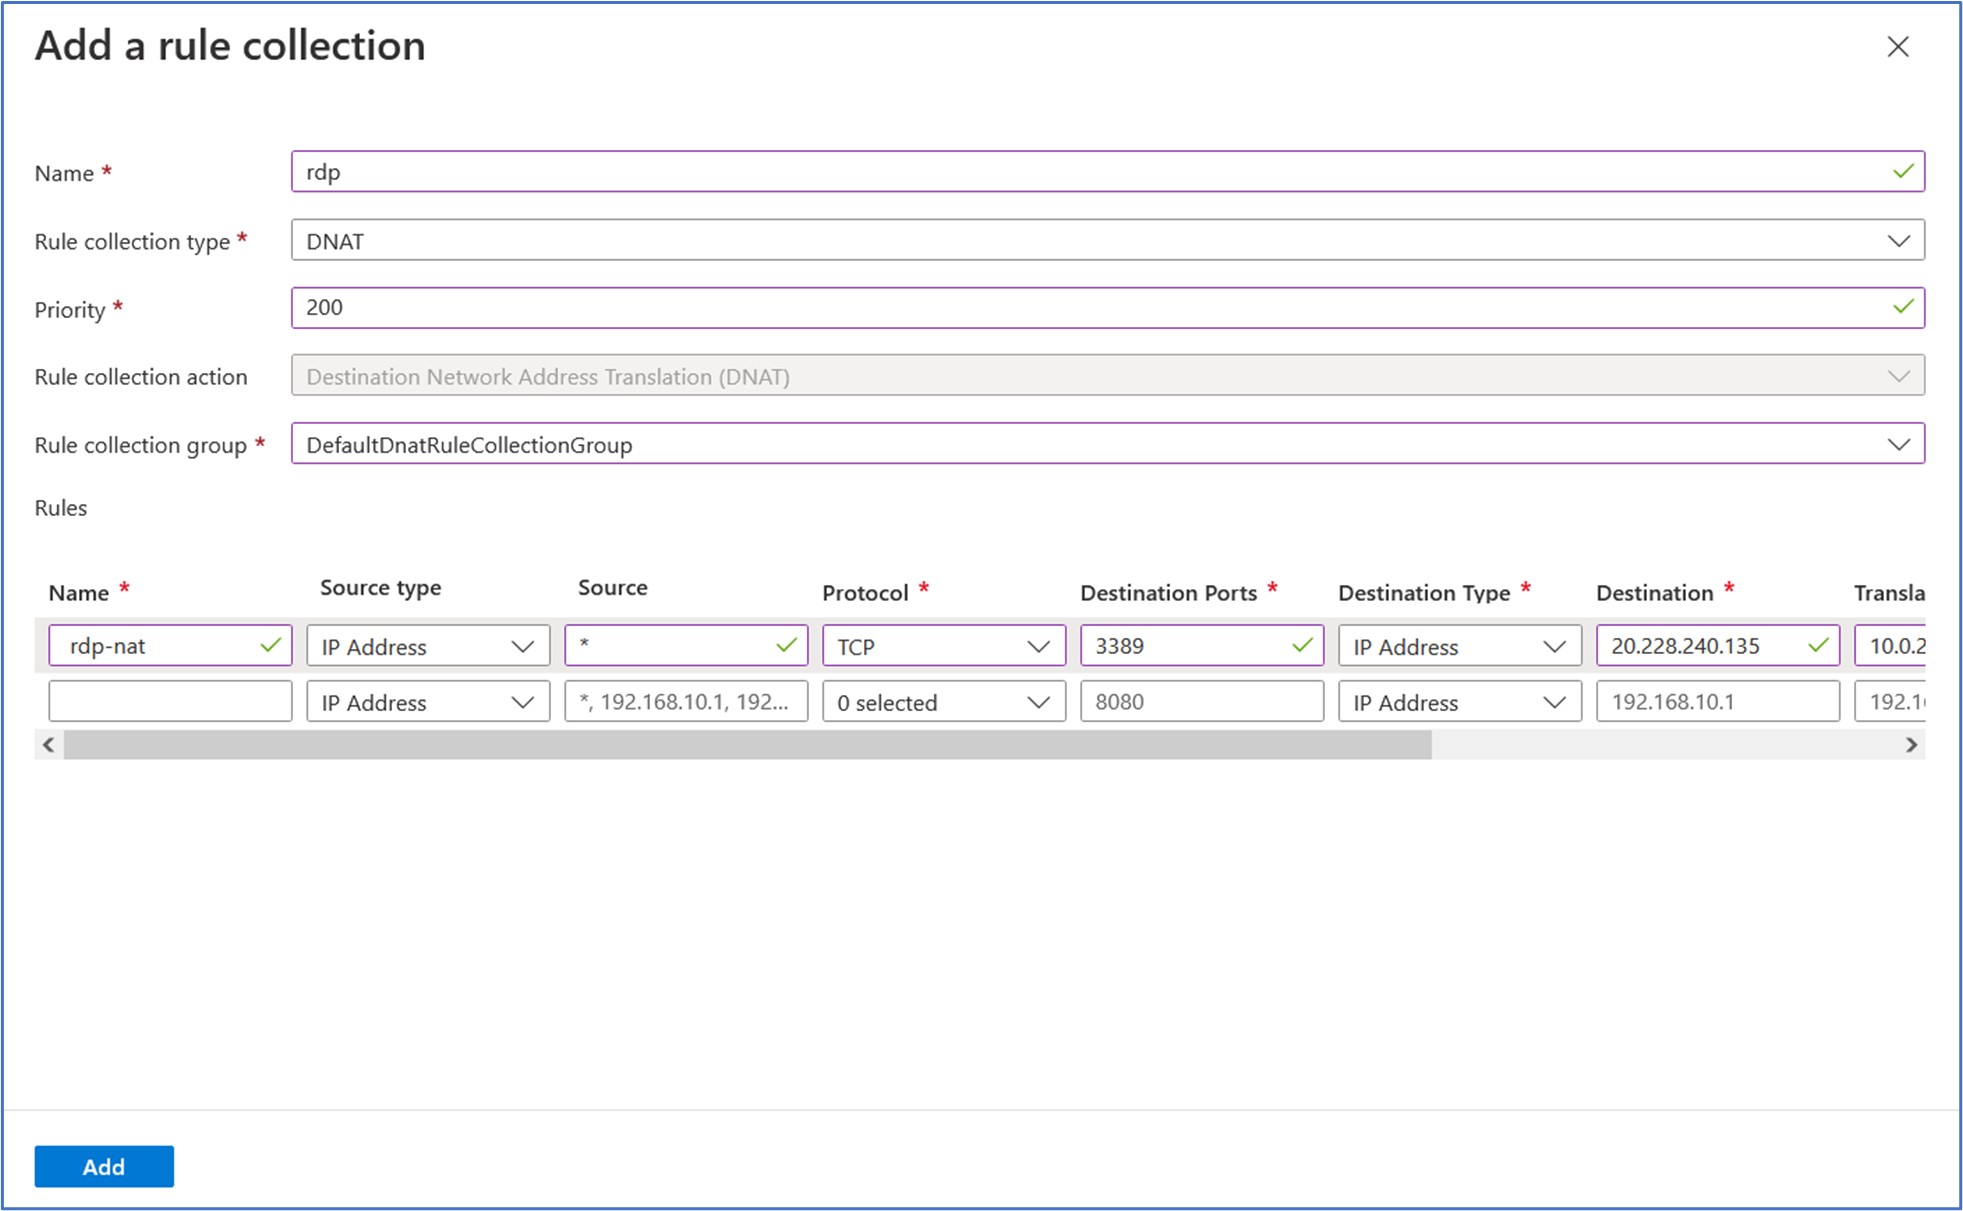 Add a rule collection
Name * rdp
Rule collection type * DNAT
Priority * 200
Rule collection action Destination Network Address Translation (DNAT)
Rule collection group * DefaultDnatRuleCollectionGroup
Rules
Name * Source type Source Protocol * Destination Ports * Destination Type * Destination * Transla
rdp-nat IP Address * TCP 3389 IP Address 20.228.240.135 10.0.2
IP Address *, 192.168.10.1, 192... 0 selected 8080 IP Address 192.168.10.1 192.1
Add